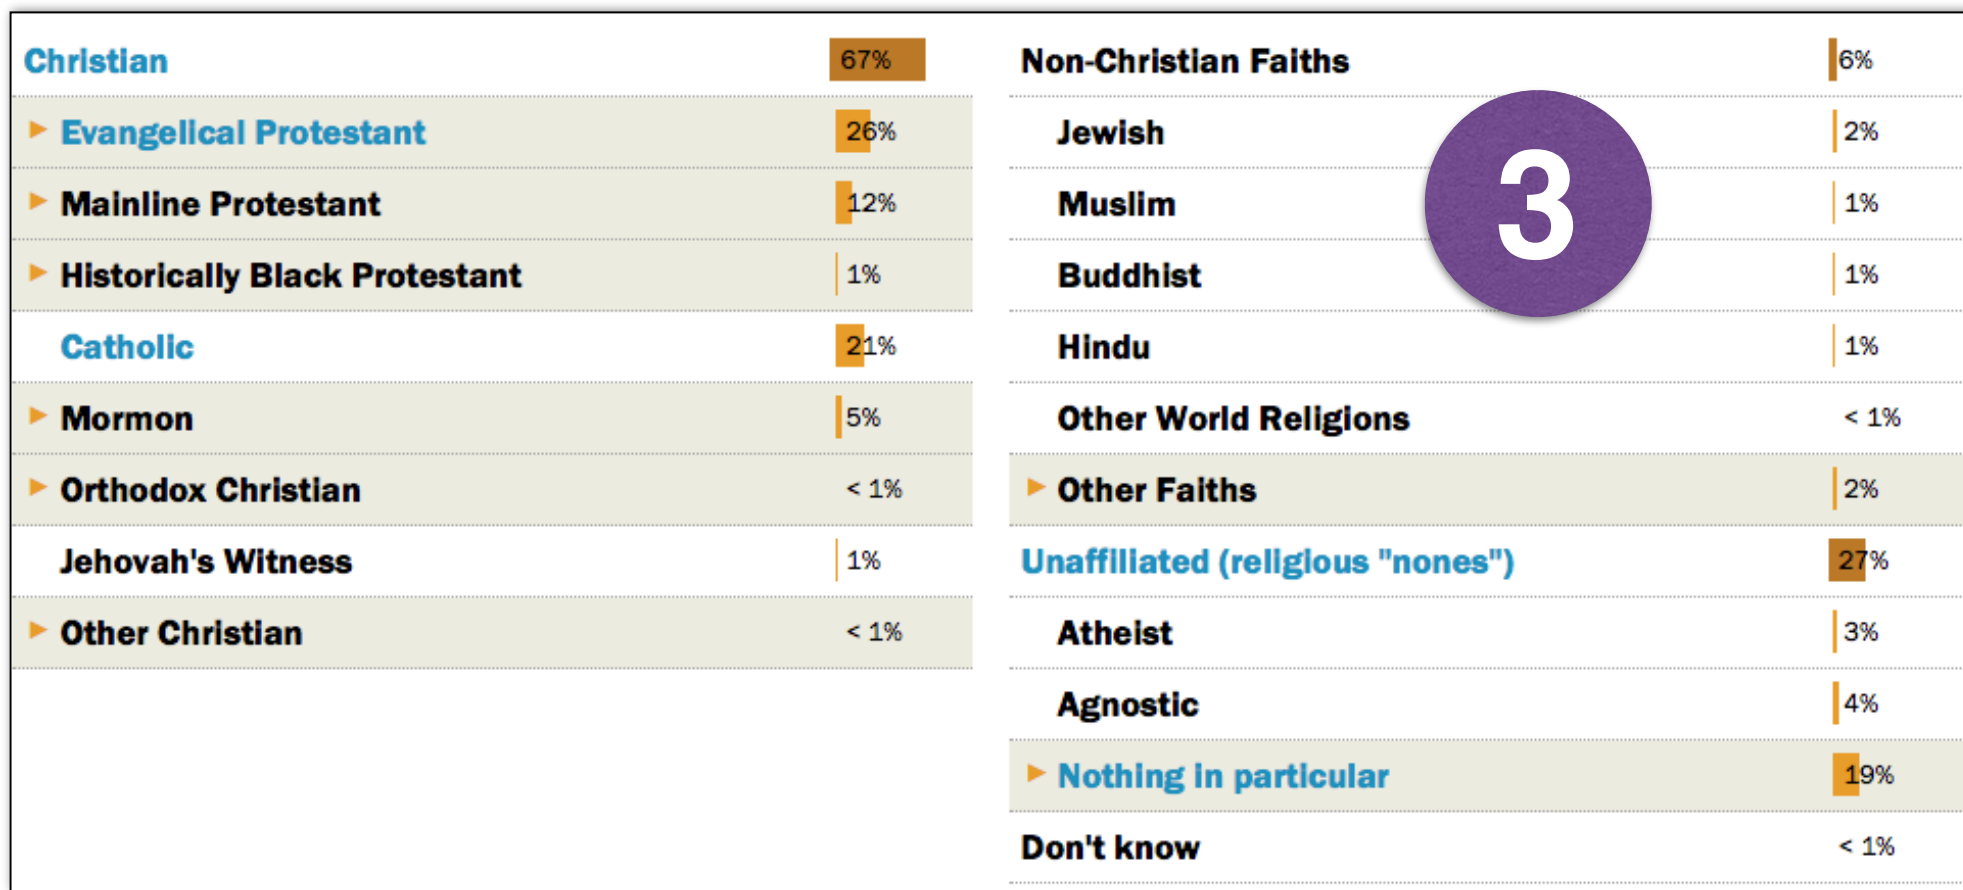 Christian 67%
Evangelical Protestant 26%
Mainline Protestant 12%
Historically Black Protestant 1%
Catholic 21%
Mormon 5%
Orthodox Christian < 1%
Jehovah's Witness 1%
Other Christian < 1%
Non-Christian Faiths 6%
Jewish 2%
Muslim 1%
Buddhist 1%
Hindu 1%
Other World Religions < 1%
Other Faiths 2%
Unaffiliated (religious "nones") 27%
Atheist 3%
Agnostic 4%
Nothing in particular 19%
Don't know < 1%
3